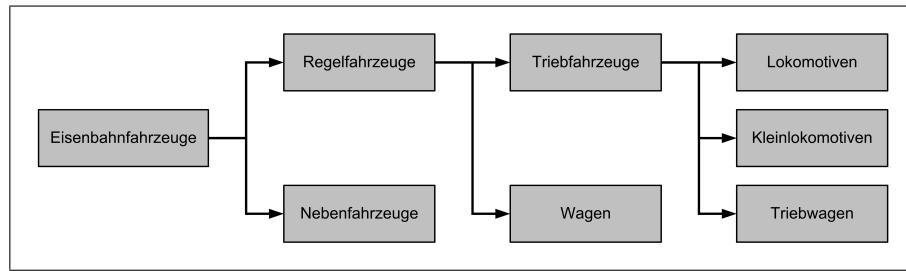 Regelfahrzeuge
Triebfahrzeuge
Lokomotiven
Eisenbahnfahrzeuge
Kleinlokomotiven
Nebenfahrzeuge
Wagen
Triebwagen